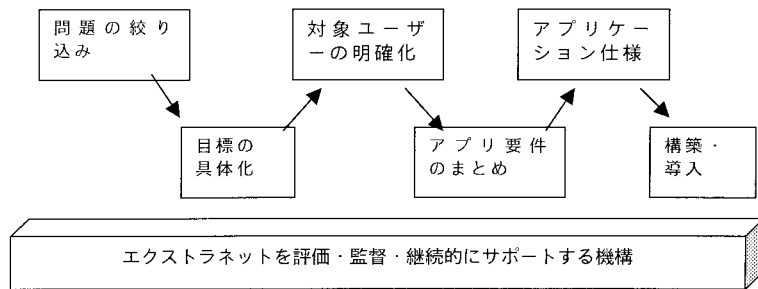 問題の絞り
込み
目標の
具体化
対象ユーザ
ーの明確化
アプリ要件
のまとめ
アプリケー
ション仕様
構築・
導入
エクストラネットを評価・監督・継続的にサポートする機構